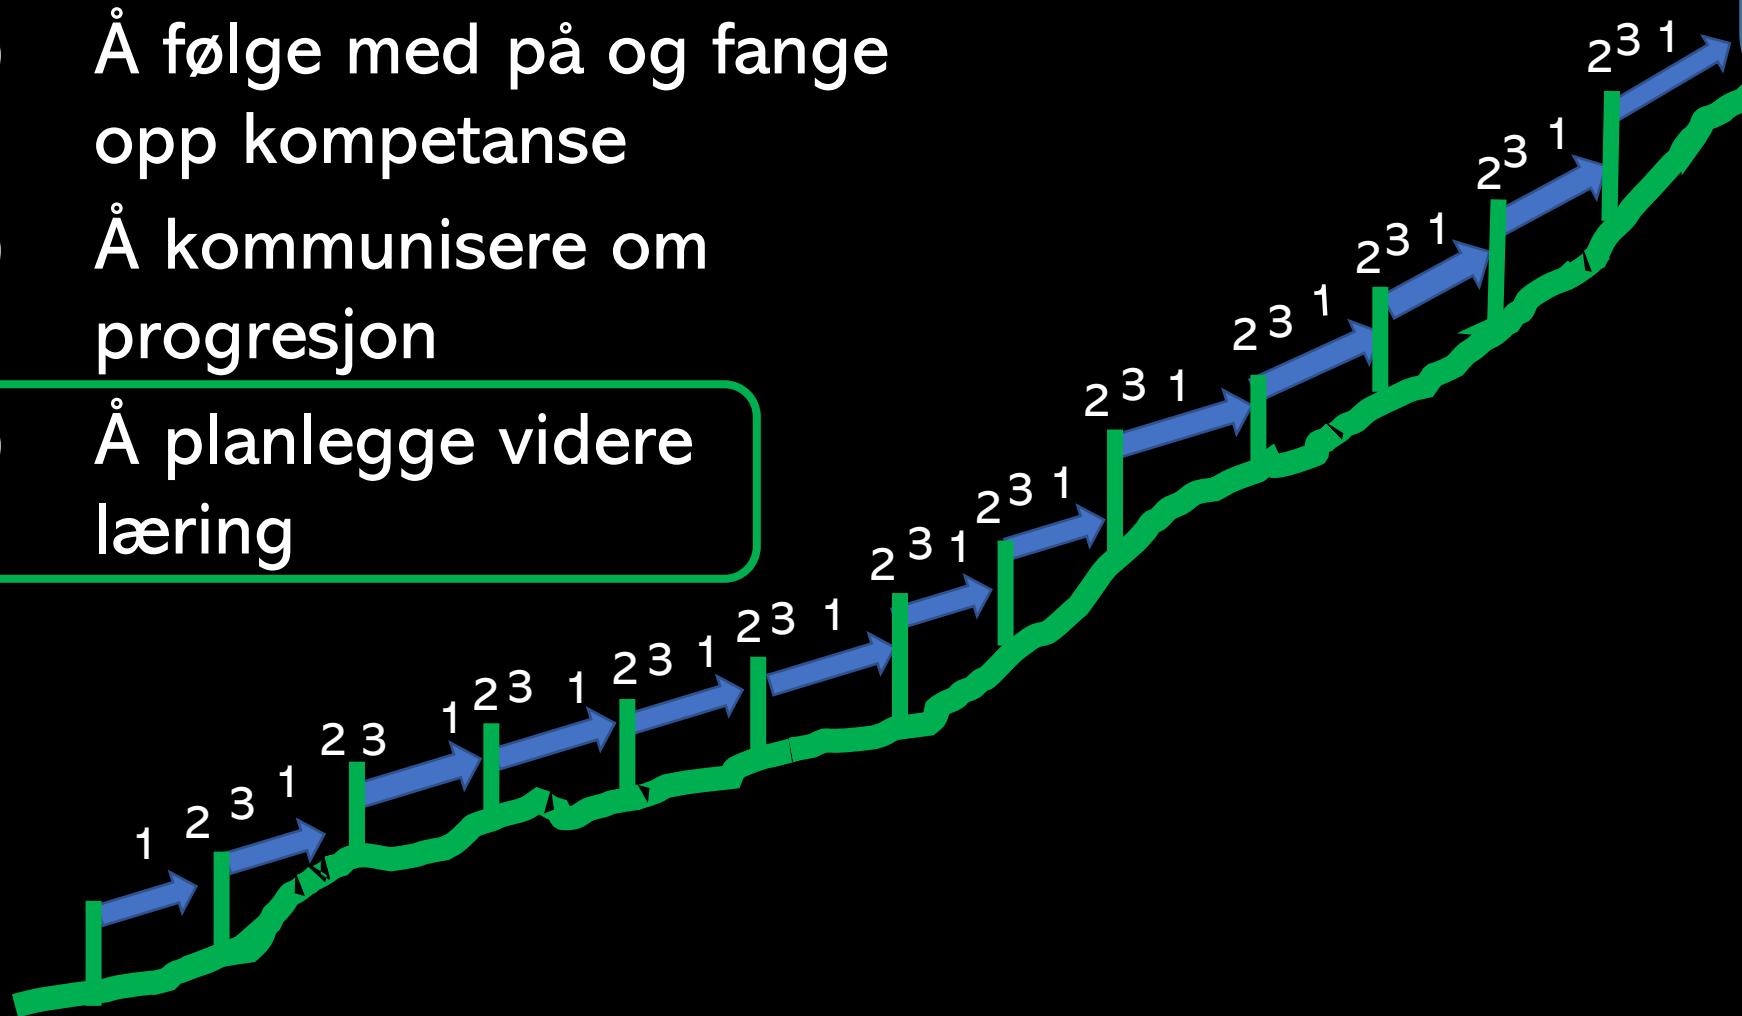 Å følge med på og fange
opp kompetanse
Å kommunisere om
progresjon
Å planlegge videre
læring
2 3 1
2 3 1
2 3 1
2 3 1
2 3 1
2 3 1
2 3 1
2 3 1
2 3 1
2 3 1
2 3 1
2 3 1
1